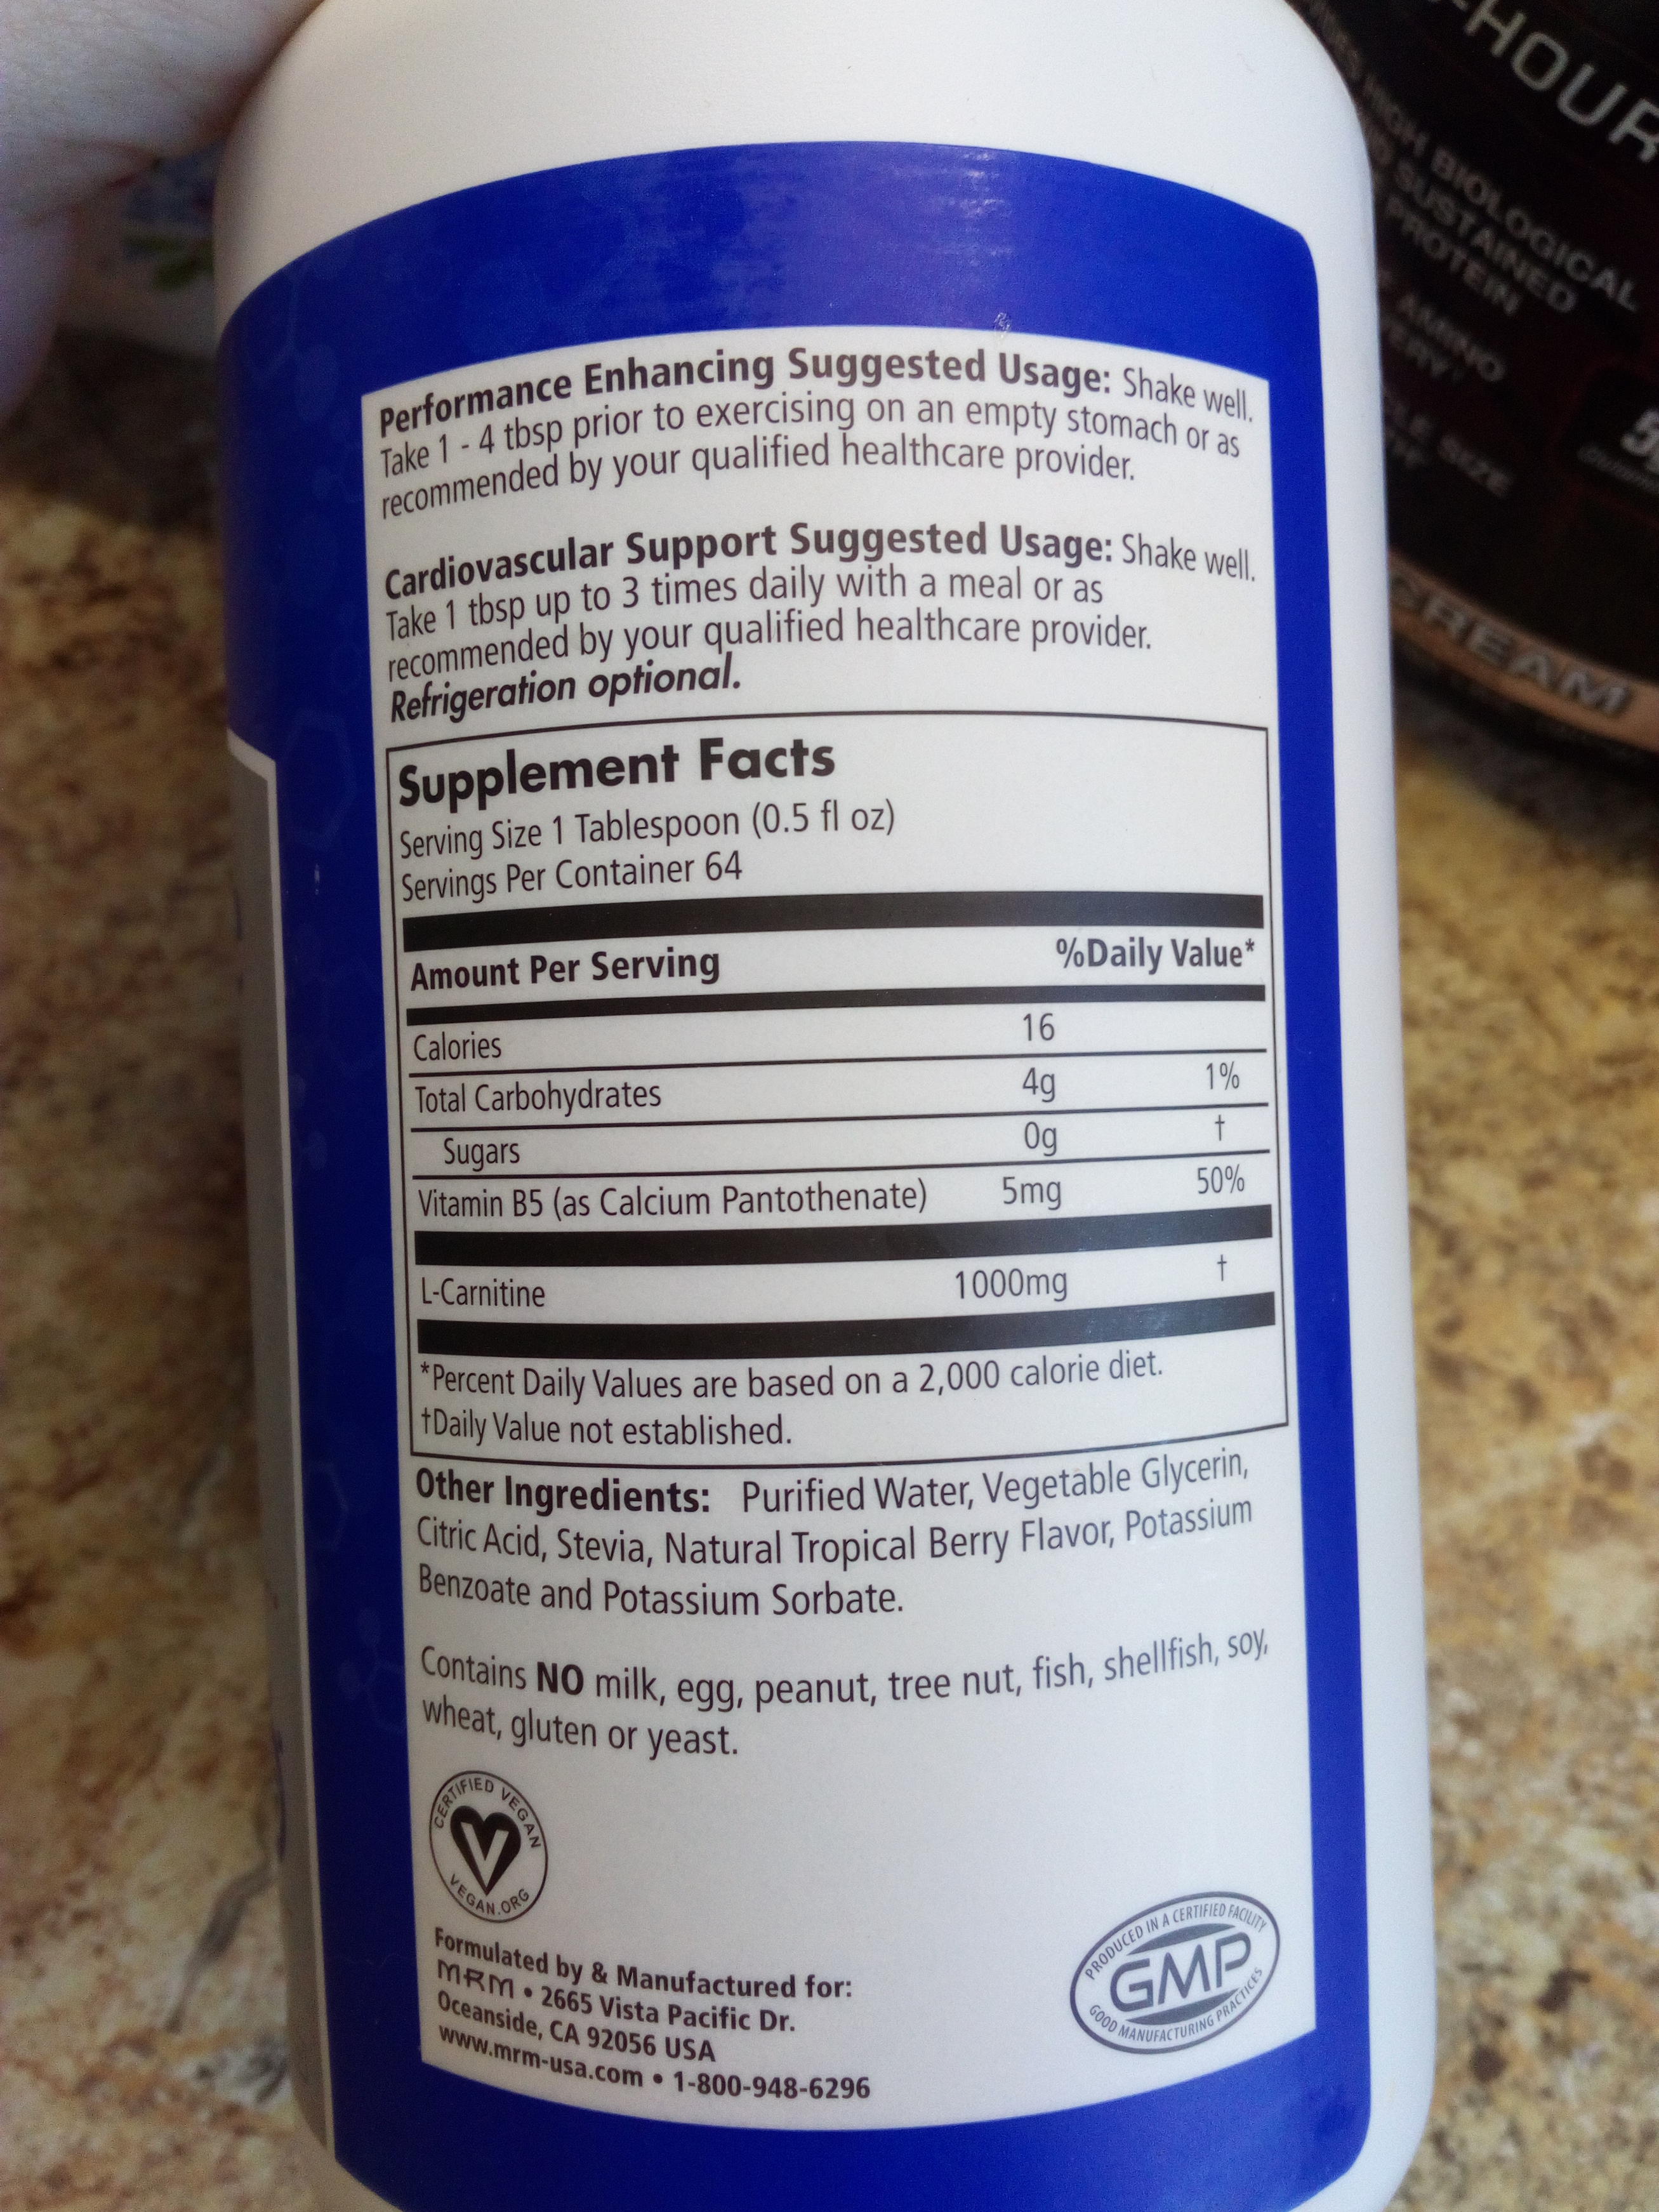 Performance Enhancing Suggested Usage: Shake well.
Take 1 - 4 tbsp prior to exercising on an empty stomach or as
recommended by your qualified healthcare provider.
Cardiovascular Support Suggested Usage: Shake well.
Take 1 tbsp up to 3 times daily with a meal or as
recommended by your qualified healthcare provider.
Refrigeration optional.
Supplement Facts
Serving Size 1 Tablespoon (0.5 fl oz)
Servings Per Container 64
Amount Per Serving %Daily Value*
Calories 16
Total Carbohydrates 4g 1%
Sugars 0g †
Vitamin B5 (as Calcium Pantothenate) 5mg 50%
L-Carnitine 1000mg †
*Percent Daily Values are based on a 2,000 calorie diet.
†Daily Value not established.
Other Ingredients: Purified Water, Vegetable Glycerin,
Citric Acid, Stevia, Natural Tropical Berry Flavor, Potassium
Benzoate and Potassium Sorbate.
Contains NO milk, egg, peanut, tree nut, fish, shellfish, soy,
wheat, gluten or yeast.
CERTIFIED VEGAN
V
VEGAN.ORG
Formulated by & Manufactured for:
MRM • 2665 Vista Pacific Dr.
Oceanside, CA 92056 USA
www.mrm-usa.com • 1-800-948-6296
PRODUCED IN A CERTIFIED FACILITY
GMP
GOOD MANUFACTURING PRACTICES
-HOUR
HIGH BIOLOGICAL
SUSTAINED
PROTEIN
AMINO
SIZE
CREAM